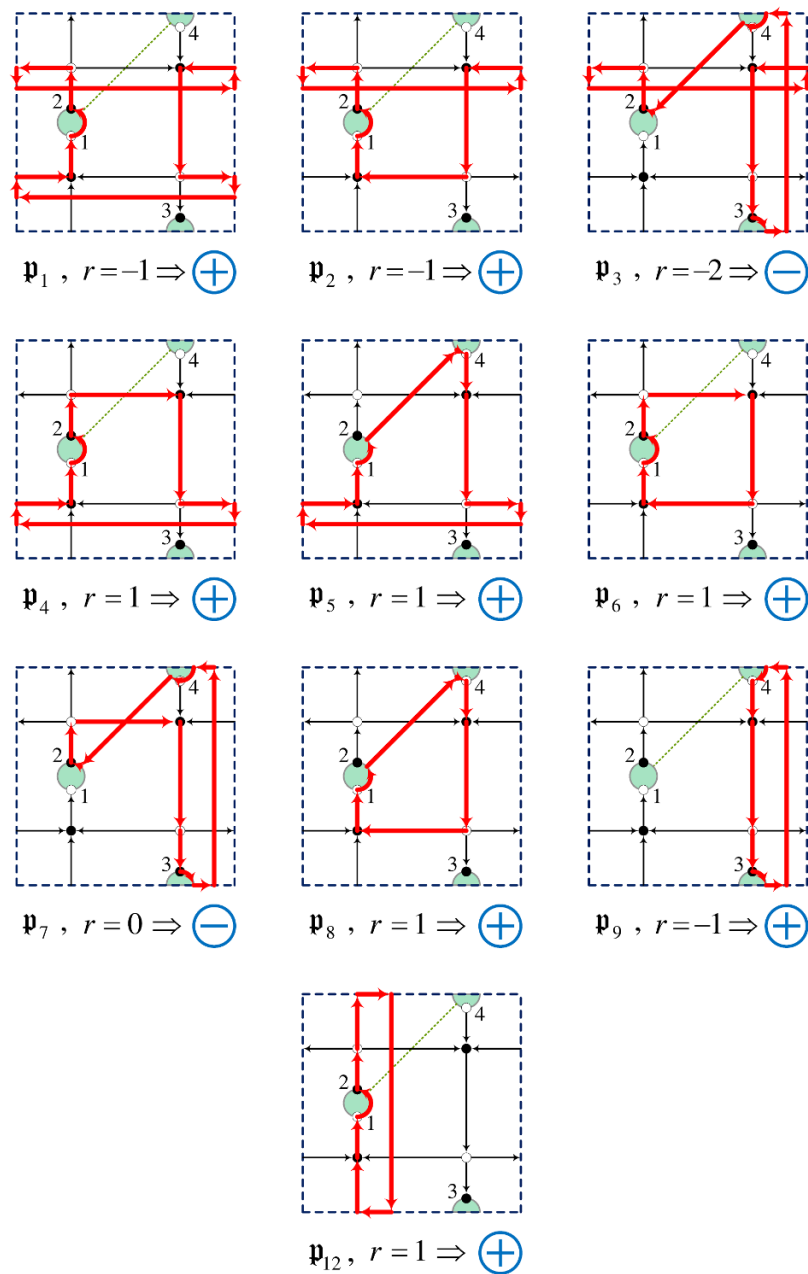 4 4 4
2 2 2
1 1 1
3 3 3
𝔭₁ , r = –1 ⇒ ⊕ 𝔭₂ , r = –1 ⇒ ⊕ 𝔭₃ , r = –2 ⇒ ⊖
4 4 4
2 2 2
1 1 1
3 3 3
𝔭₄ , r = 1 ⇒ ⊕ 𝔭₅ , r = 1 ⇒ ⊕ 𝔭₆ , r = 1 ⇒ ⊕
4 4 4
2 2 2
1 1 1
3 3 3
𝔭₇ , r = 0 ⇒ ⊖ 𝔭₈ , r = 1 ⇒ ⊕ 𝔭₉ , r = –1 ⇒ ⊕
4
2
1
3
𝔭₁₂ , r = 1 ⇒ ⊕